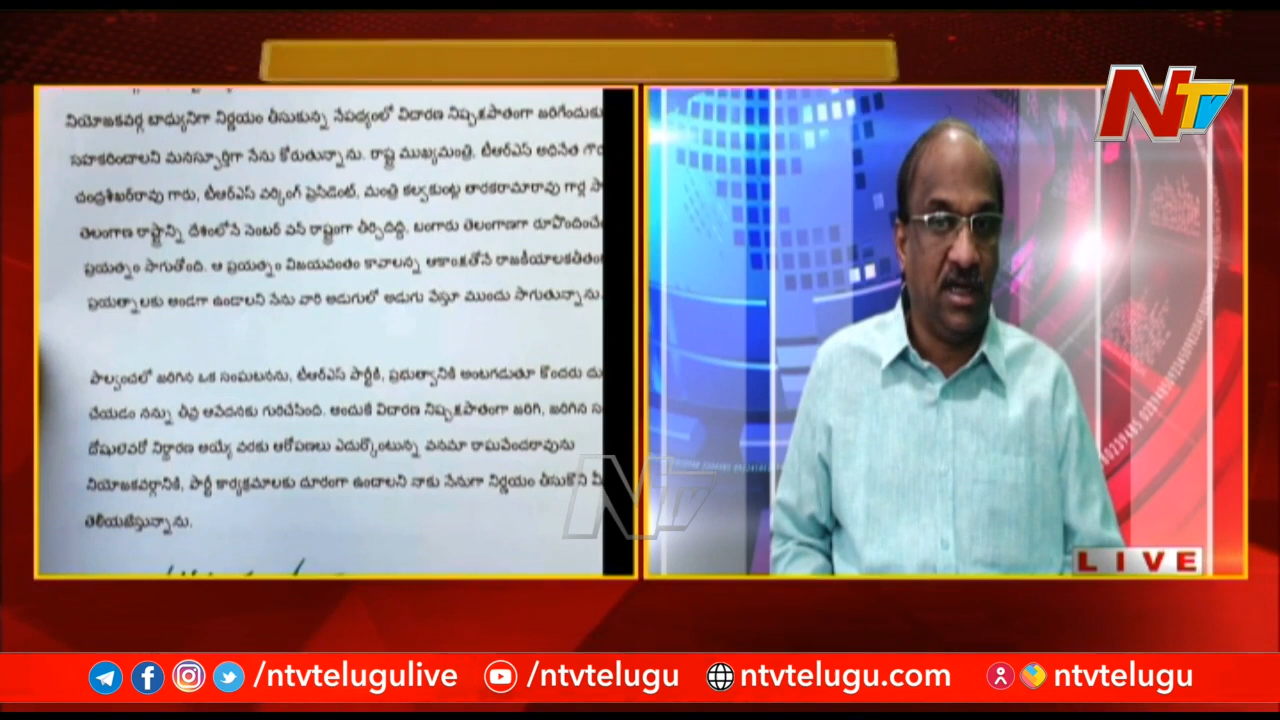 నియోజకవర్గ బాధ్యునిగా నిర్ణయం తీసుకున్న నేపథ్యంలో విచారణ నిష్పక్షపాతంగా జరిగేందుకు
సహకరించాలని మనస్ఫూర్తిగా నేను కోరుతున్నాను. రాష్ట్ర ముఖ్యమంత్రి, టీఆర్ఎస్ అధినేత
చంద్రశేఖర్‌రావు గారు, టీఆర్ఎస్ వర్కింగ్ ప్రెసిడెంట్, మంత్రి కల్వకుంట్ల తారకరామారావు గార్ల
తెలంగాణ రాష్ట్రాన్ని దేశంలోనే నెంబర్ వన్ రాష్ట్రంగా తీర్చిదిద్ది, బంగారు తెలంగాణగా
ప్రయత్నం సాగుతోంది. ఆ ప్రయత్నం విజయవంతం కావాలన్న ఆకాంక్షతోనే
ప్రయత్నాలకు అండగా ఉండాలని నేను వారి అడుగులో అడుగు వేస్తూ ముందు సాగుతున్నాను.
పాల్వంచలో జరిగిన ఒక సంఘటనను, టీఆర్ఎస్ పార్టీకి, ప్రభుత్వానికి అంటగడుతూ కొందరు
చేయడం నన్ను తీవ్ర ఆవేదనకు గురిచేసింది. అందుకే విచారణ నిష్పక్షపాతంగా జరిగి, జరిగిన
దోషులెవరో నిర్ధారణ అయ్యే వరకు ఆరోపణలు ఎదుర్కొంటున్న వనమా రాఘవేందరావును
నియోజకవర్గానికి, పార్టీ కార్యక్రమాలకు దూరంగా ఉండాలని నాకు నేనుగా నిర్ణయం తీసుకొని
తెలియజేస్తున్నాను.
NTV
NTV
LIVE
/ntvtelugulive /ntvtelugu ntvtelugu.com ntvtelugu